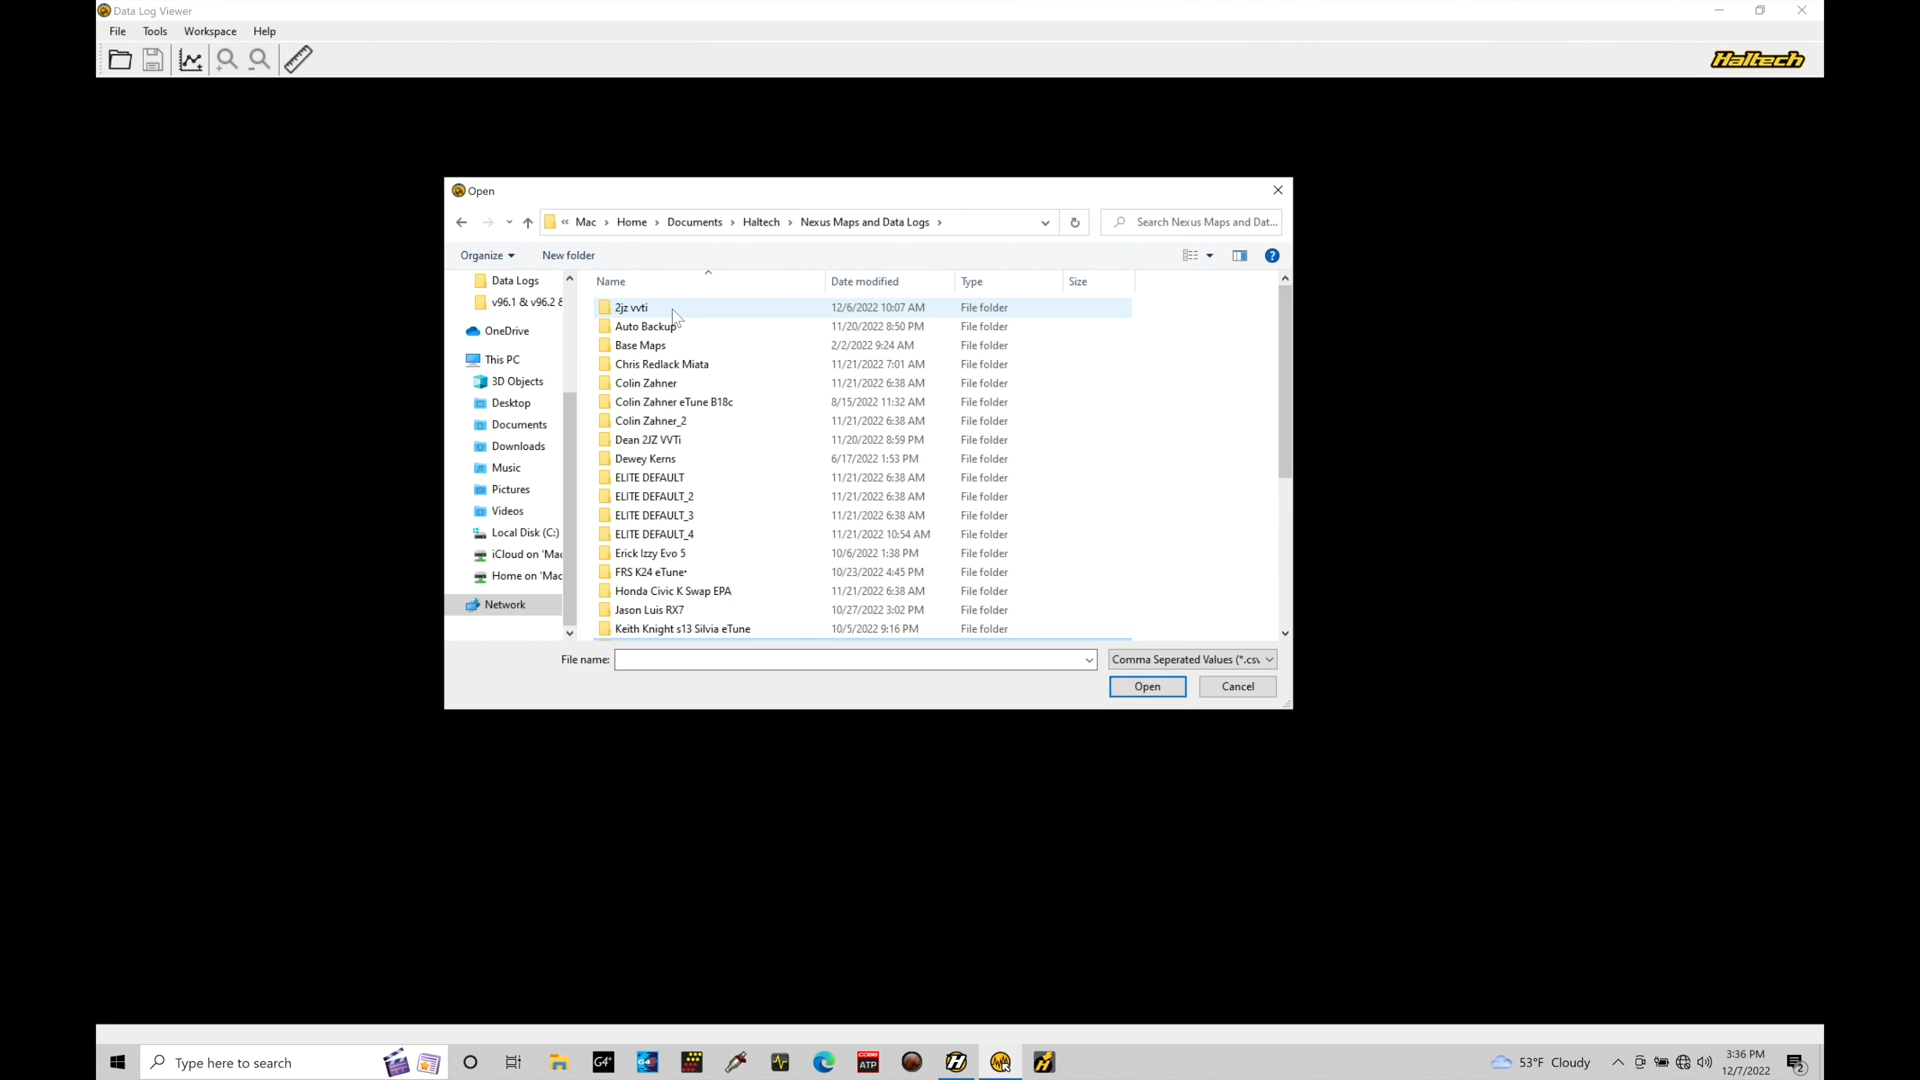 Data Log Viewer
File Tools Workspace Help
Haltech
Open
« Mac › Home › Documents › Haltech › Nexus Maps and Data Logs ›
Search Nexus Maps and Dat...
Organize New folder
Data Logs
v96.1 & v96.2 &
OneDrive
This PC
3D Objects
Desktop
Documents
Downloads
Music
Pictures
Videos
Local Disk (C:)
iCloud on 'Mac
Home on 'Mac
Network
Name Date modified Type Size
2jz vvti 12/6/2022 10:07 AM File folder
Auto Backup 11/20/2022 8:50 PM File folder
Base Maps 2/2/2022 9:24 AM File folder
Chris Redlack Miata 11/21/2022 7:01 AM File folder
Colin Zahner 11/21/2022 6:38 AM File folder
Colin Zahner eTune B18c 8/15/2022 11:32 AM File folder
Colin Zahner_2 11/21/2022 6:38 AM File folder
Dean 2JZ VVTi 11/20/2022 8:59 PM File folder
Dewey Kerns 6/17/2022 1:53 PM File folder
ELITE DEFAULT 11/21/2022 6:38 AM File folder
ELITE DEFAULT_2 11/21/2022 6:38 AM File folder
ELITE DEFAULT_3 11/21/2022 6:38 AM File folder
ELITE DEFAULT_4 11/21/2022 10:54 AM File folder
Erick Izzy Evo 5 10/6/2022 1:38 PM File folder
FRS K24 eTune· 10/23/2022 4:45 PM File folder
Honda Civic K Swap EPA 11/21/2022 6:38 AM File folder
Jason Luis RX7 10/27/2022 3:02 PM File folder
Keith Knight s13 Silvia eTune 10/5/2022 9:16 PM File folder
File name:
Comma Seperated Values (*.csv
Open Cancel
Type here to search
G4+
G4X
COBB ATP
53°F Cloudy
3:36 PM
12/7/2022
2